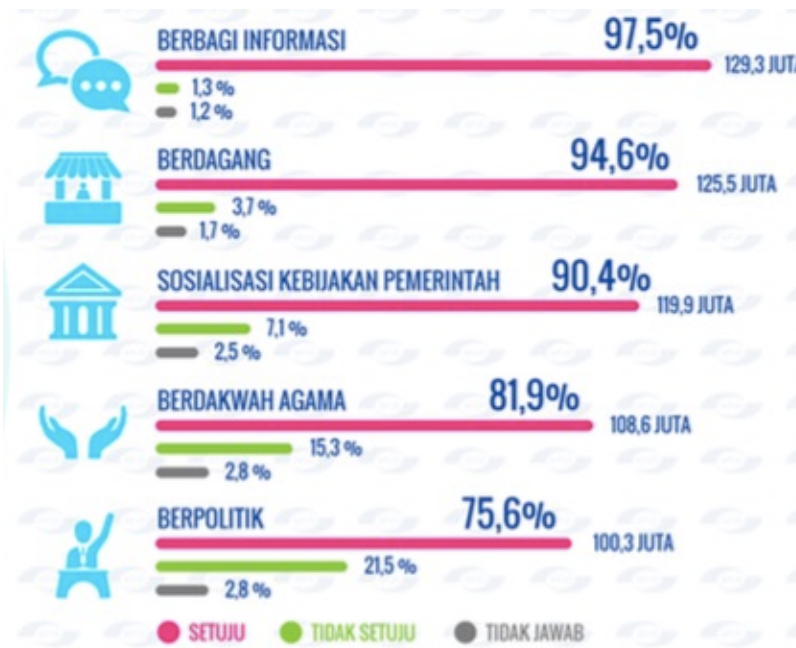 BERBAGI INFORMASI 97,5%
129,3 JUTA
1,3 %
1,2 %
BERDAGANG 94,6%
125,5 JUTA
3,7 %
1,7 %
SOSIALISASI KEBIJAKAN PEMERINTAH 90,4%
119,9 JUTA
7,1 %
2,5 %
BERDAKWAH AGAMA 81,9%
108,6 JUTA
15,3 %
2,8 %
BERPOLITIK 75,6%
100,3 JUTA
21,5 %
2,8 %
SETUJU TIDAK SETUJU TIDAK JAWAB